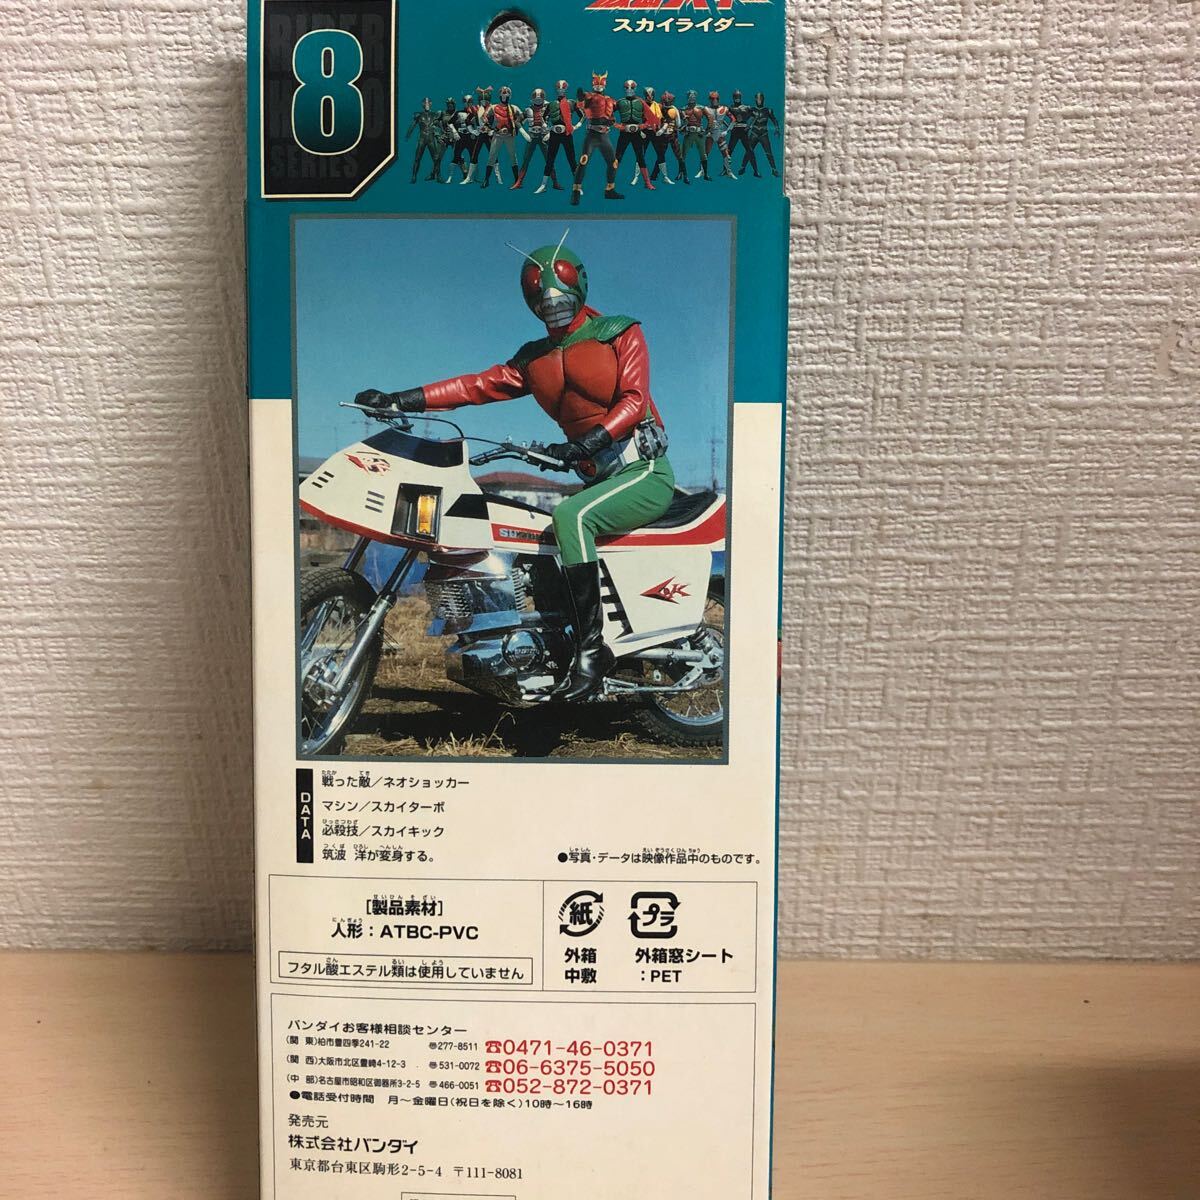 8
RIDER
SERIES
スカイライダー
DATA
戦った敵／ネオショッカー
マシン／スカイターボ
必殺技／スカイキック
筑波 洋が変身する。
●写真・データは映像作品中のものです。
[製品素材]
人形：ATBC-PVC
フタル酸エステル類は使用していません
紙
外箱
中敷
プラ
外箱窓シート
：PET
バンダイお客様相談センター
(関 東)柏市豊四季241-22 〠277-8511 ☎0471-46-0371
(関 西)大阪市北区豊崎4-12-3 〠531-0072 ☎06-6375-5050
(中 部)名古屋市昭和区御器所3-2-5 〠466-0051 ☎052-872-0371
●電話受付時間 月～金曜日(祝日を除く)10時～16時
発売元
株式会社バンダイ
東京都台東区駒形2-5-4 〒111-8081